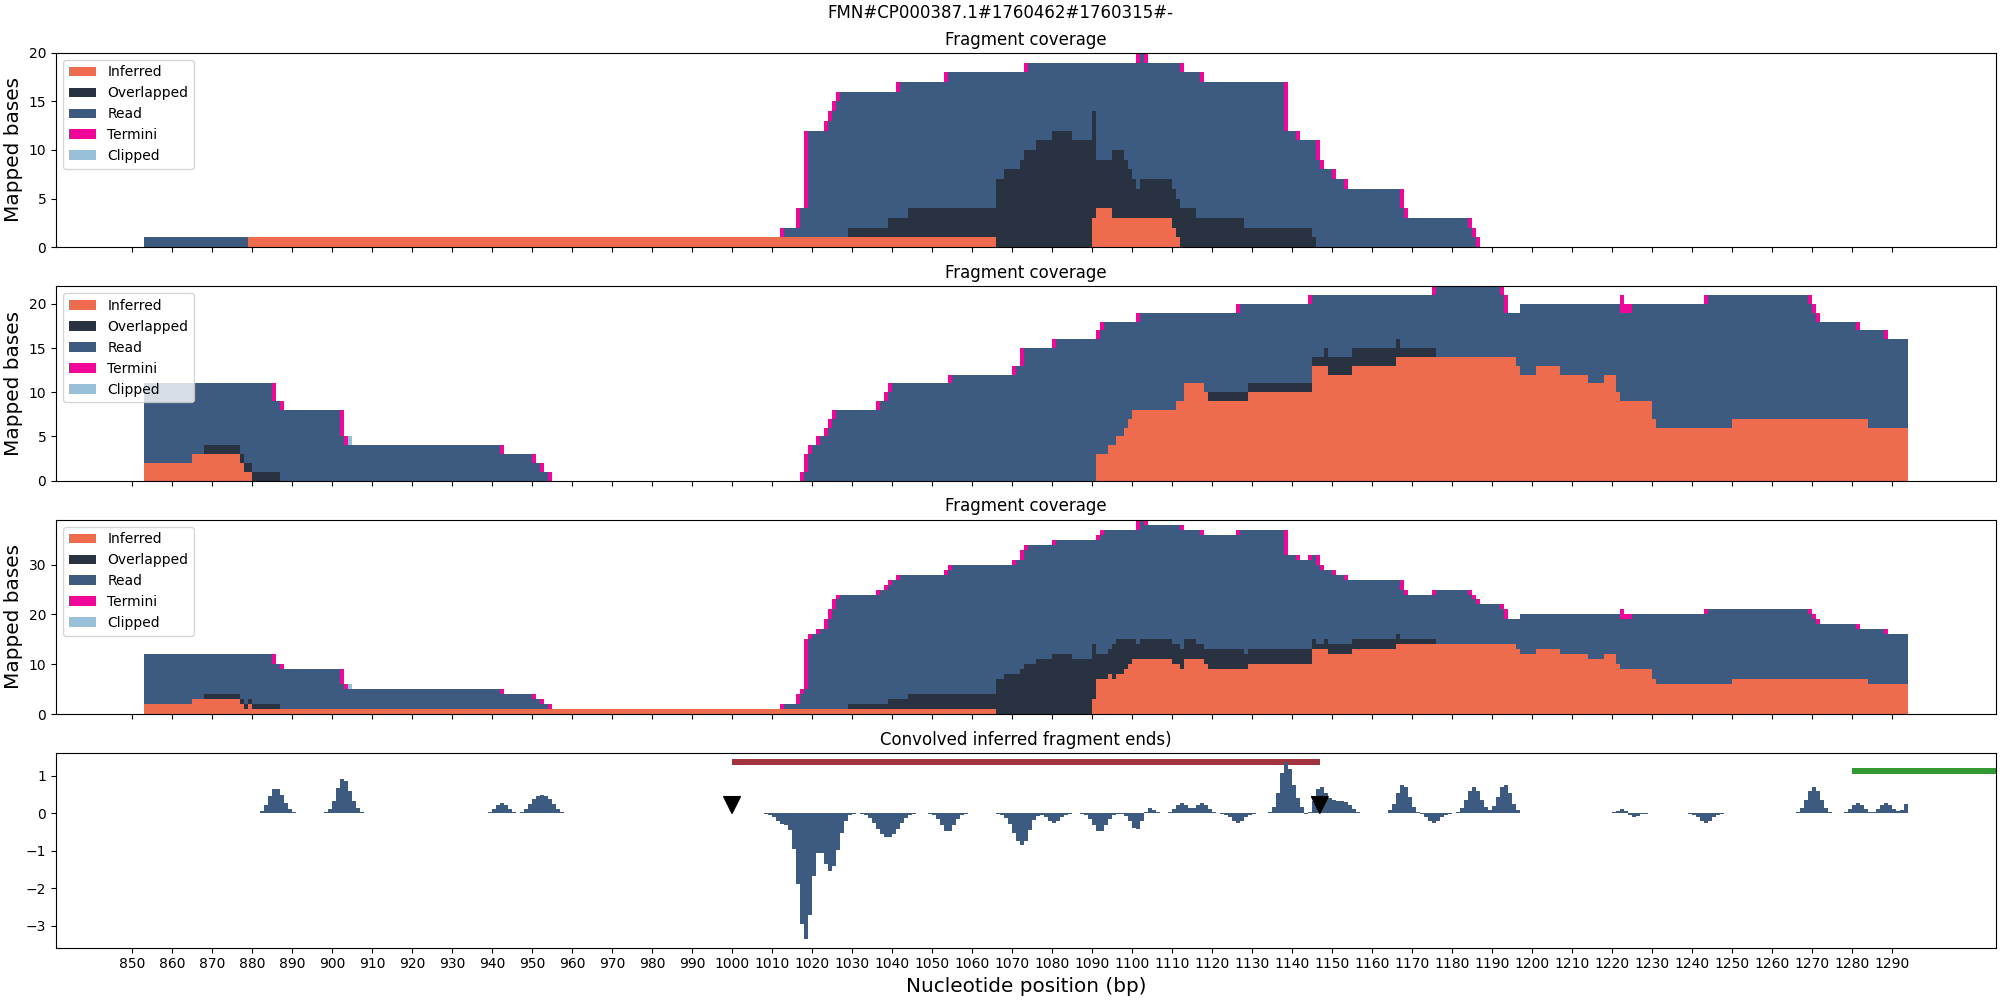 FMN#CP000387.1#1760462#1760315#-
Fragment coverage
Mapped bases
20
15
10
5
0
Inferred
Overlapped
Read
Termini
Clipped
Fragment coverage
Mapped bases
20
15
10
5
0
Inferred
Overlapped
Read
Termini
Clipped
Fragment coverage
Mapped bases
30
20
10
0
Inferred
Overlapped
Read
Termini
Clipped
Convolved inferred fragment ends)
1
0
−1
−2
−3
850 860 870 880 890 900 910 920 930 940 950 960 970 980 990 1000 1010 1020 1030 1040 1050 1060 1070 1080 1090 1100 1110 1120 1130 1140 1150 1160 1170 1180 1190 1200 1210 1220 1230 1240 1250 1260 1270 1280 1290
Nucleotide position (bp)